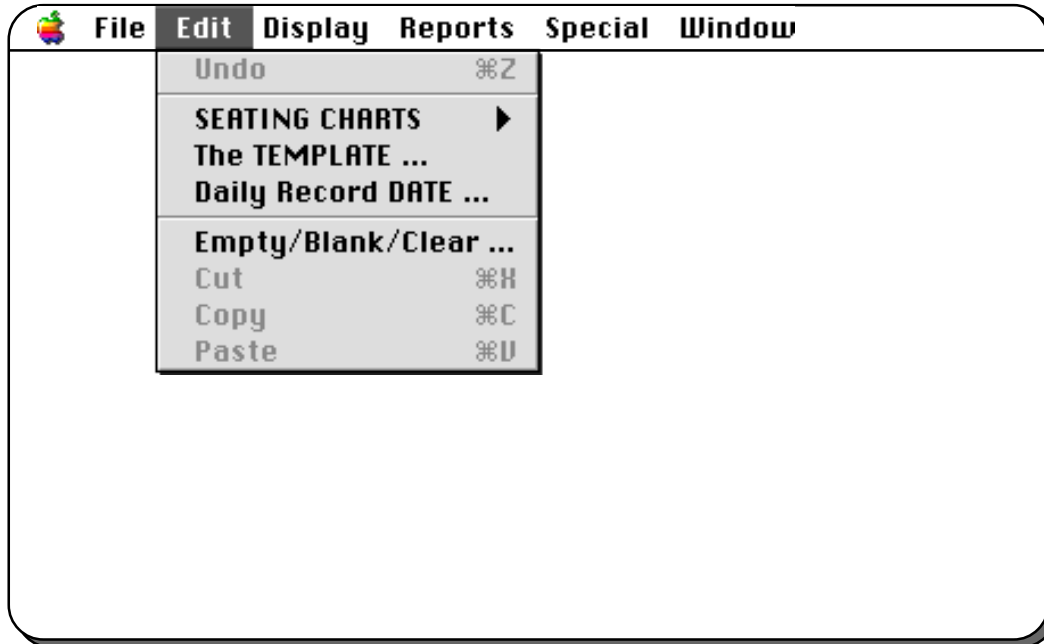 File Edit Display Reports Special Window
Undo ⌘Z
SEATING CHARTS ▶
The TEMPLATE ...
Daily Record DATE ...
Empty/Blank/Clear ...
Cut ⌘X
Copy ⌘C
Paste ⌘V